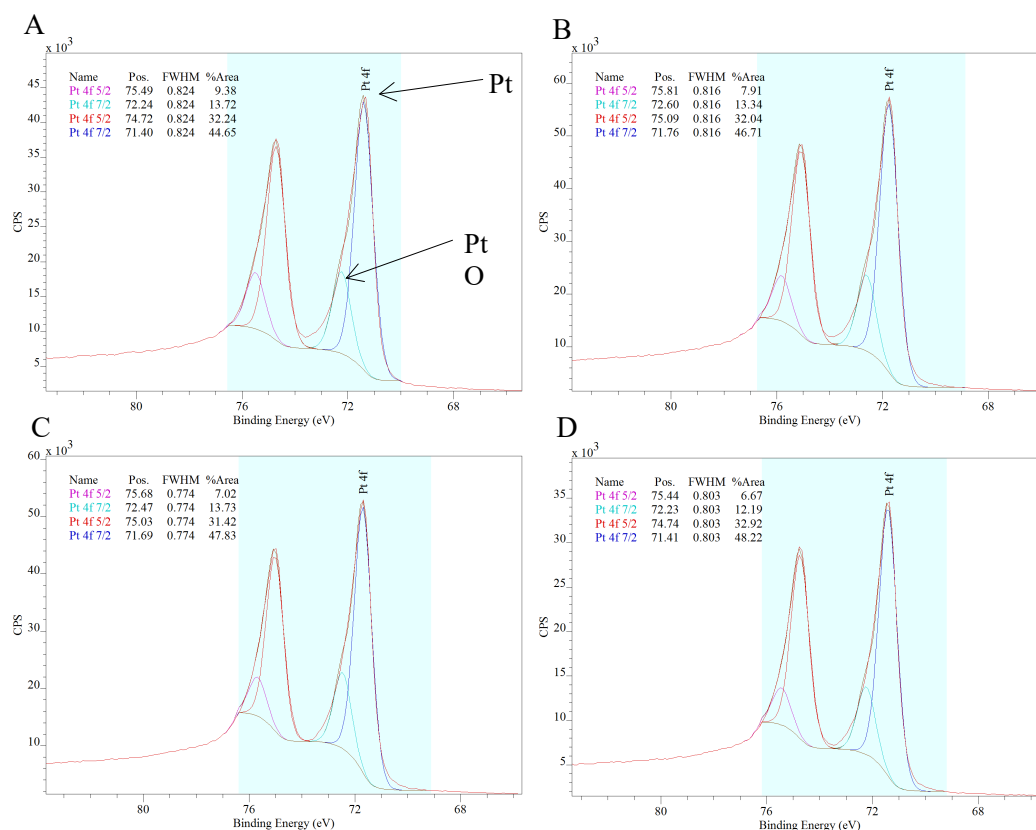 A
x 10³
Name Pos. FWHM %Area
Pt 4f 5/2 75.49 0.824 9.38
Pt 4f 7/2 72.24 0.824 13.72
Pt 4f 5/2 74.72 0.824 32.24
Pt 4f 7/2 71.40 0.824 44.65
Pt 4f
Pt
Pt
O
45
40
35
30
25
20
15
10
5
CPS
80 76 72 68
Binding Energy (eV)
B
x 10³
Name Pos. FWHM %Area
Pt 4f 5/2 75.81 0.816 7.91
Pt 4f 7/2 72.60 0.816 13.34
Pt 4f 5/2 75.09 0.816 32.04
Pt 4f 7/2 71.76 0.816 46.71
Pt 4f
60
50
40
30
20
10
CPS
80 76 72 68
Binding Energy (eV)
C
x 10³
Name Pos. FWHM %Area
Pt 4f 5/2 75.68 0.774 7.02
Pt 4f 7/2 72.47 0.774 13.73
Pt 4f 5/2 75.03 0.774 31.42
Pt 4f 7/2 71.69 0.774 47.83
Pt 4f
60
50
40
30
20
10
CPS
80 76 72 68
Binding Energy (eV)
D
x 10³
Name Pos. FWHM %Area
Pt 4f 5/2 75.44 0.803 6.67
Pt 4f 7/2 72.23 0.803 12.19
Pt 4f 5/2 74.74 0.803 32.92
Pt 4f 7/2 71.41 0.803 48.22
Pt 4f
35
30
25
20
15
10
5
CPS
80 76 72 68
Binding Energy (eV)